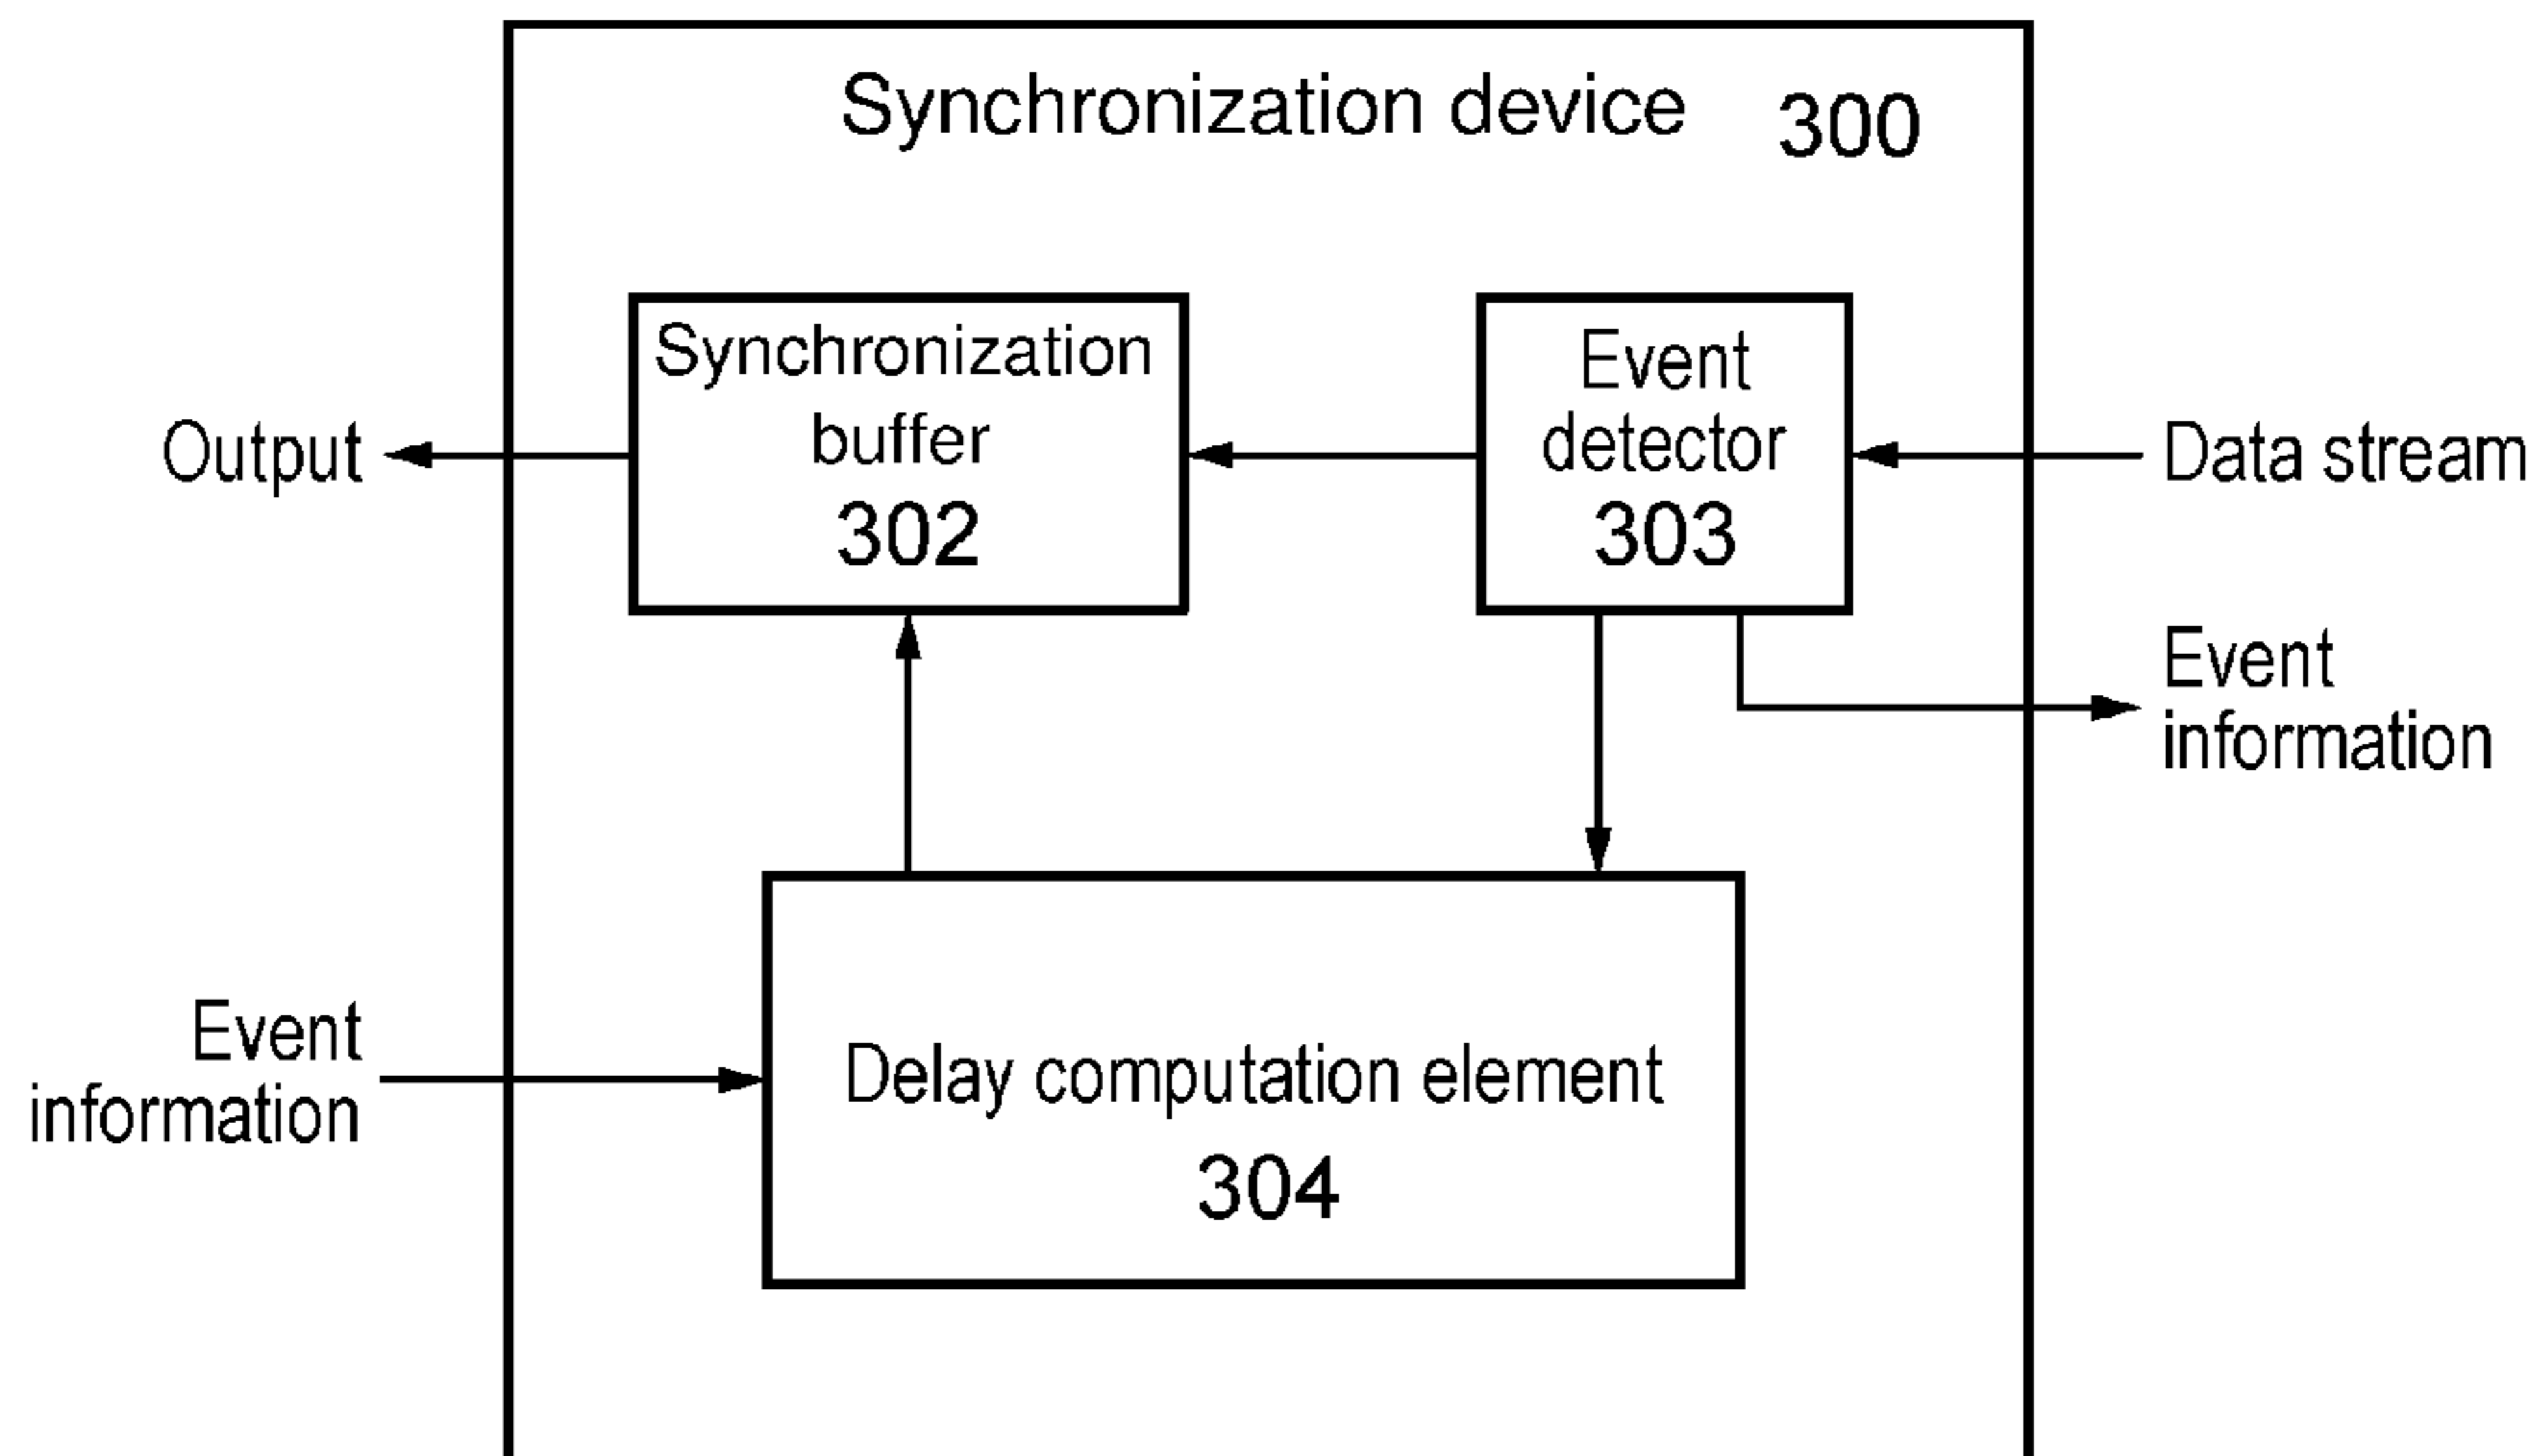 Synchronization device 300
Synchronization
buffer
302
Event
detector
303
Output
Data stream
Event
information
Event
information
Delay computation element
304